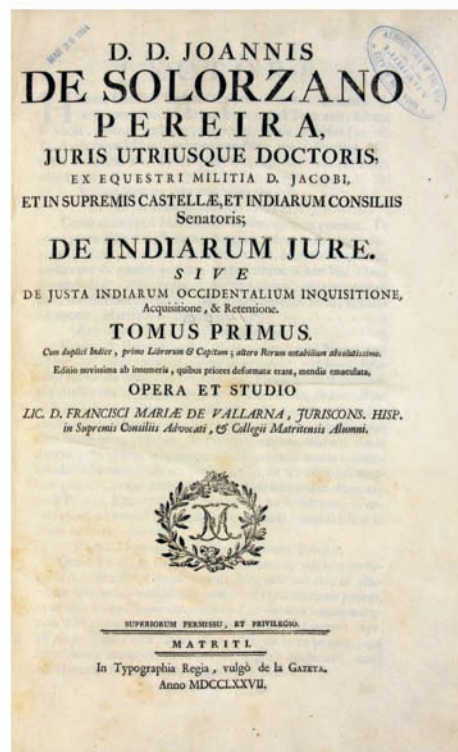 D. D. JOANNIS
DE SOLORZANO
PEREIRA,
JURIS UTRIUSQUE DOCTORIS,
EX EQUESTRI MILITIA D. JACOBI,
ET IN SUPREMIS CASTELLÆ, ET INDIARUM CONSILIIS
Senatoris;
DE INDIARUM JURE.
SIVE
DE JUSTA INDIARUM OCCIDENTALIUM INQUISITIONE,
Acquisitione, & Retentione.
TOMUS PRIMUS.
Cum duplici Indice, primo Librorum & Capitum; altero Rerum notabilium absolutissimo.
Editio novissima ab innumeris, quibus priores deformatæ erant, mendis emaculata,
OPERA ET STUDIO
LIC. D. FRANCISCI MARIÆ DE VALLARNA, JURISCONS. HISP.
in Supremis Consiliis Advocati, & Collegii Matritensis Alumni.
SUPERIORUM PERMISSU, ET PRIVILEGIO.
MATRITI.
In Typographia Regia, vulgò de la GAZETA.
Anno MDCCLXXVII.